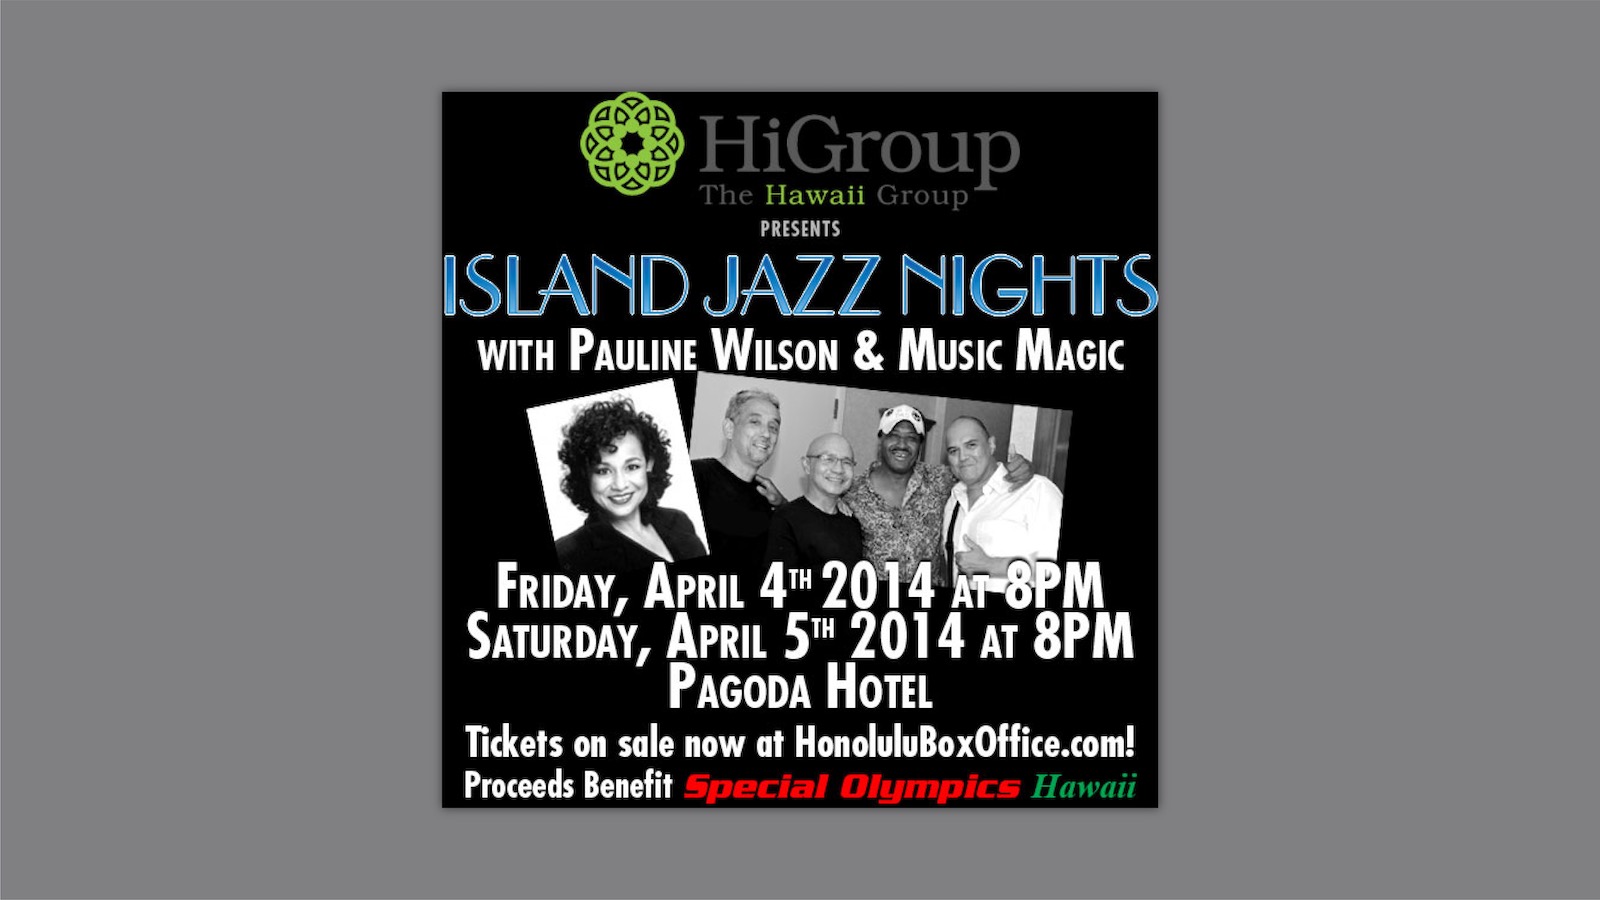 HiGroup
The Hawaii Group
PRESENTS
ISLAND JAZZ NIGHTS
WITH PAULINE WILSON & MUSIC MAGIC
FRIDAY, APRIL 4TH 2014 AT 8PM
SATURDAY, APRIL 5TH 2014 AT 8PM
PAGODA HOTEL
Tickets on sale now at HonoluluBoxOffice.com!
Proceeds Benefit Special Olympics Hawaii